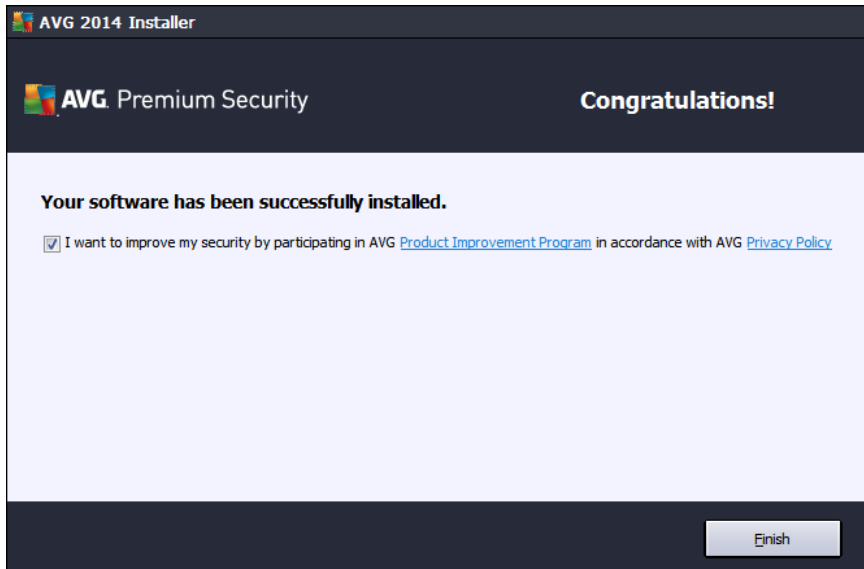 AVG 2014 Installer
AVG. Premium Security
Congratulations!
Your software has been successfully installed.
I want to improve my security by participating in AVG Product Improvement Program in accordance with AVG Privacy Policy
Finish